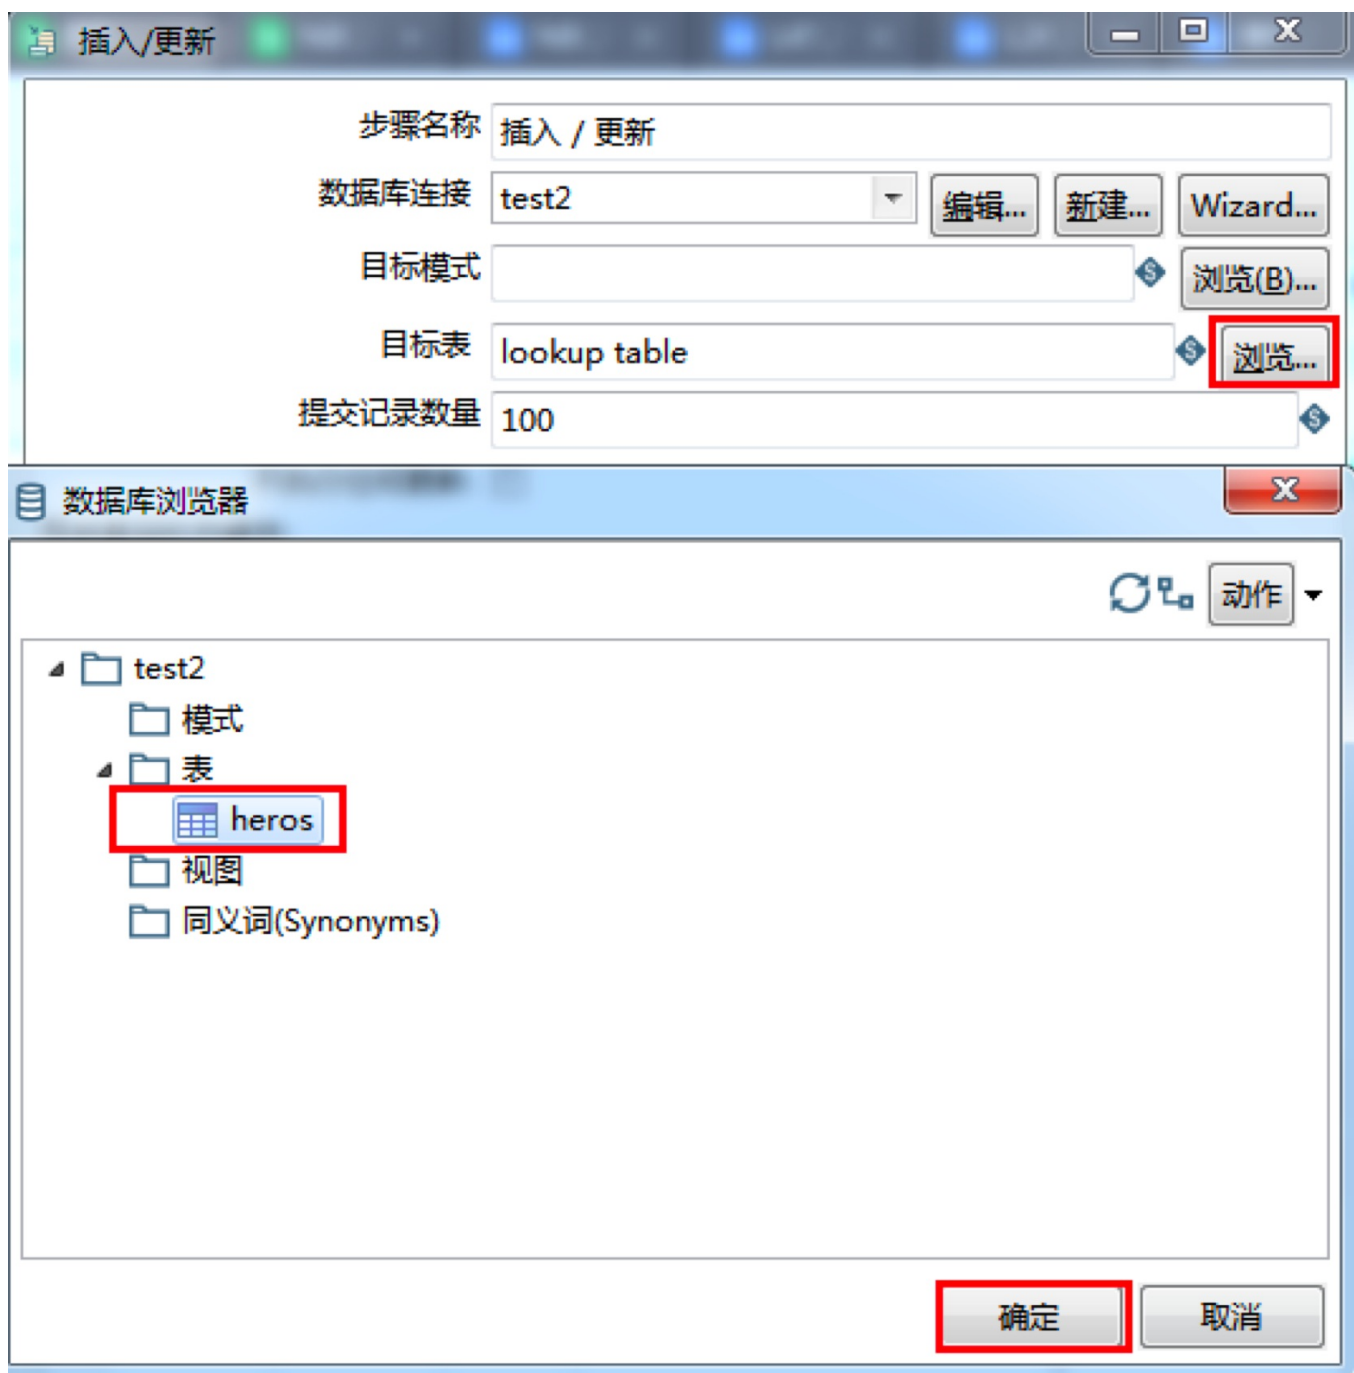 插入/更新
步骤名称 插入 / 更新
数据库连接 test2 编辑... 新建... Wizard...
目标模式 浏览(B)...
目标表 lookup table 浏览...
提交记录数量 100
数据库浏览器
动作
test2
模式
表
heros
视图
同义词(Synonyms)
确定 取消